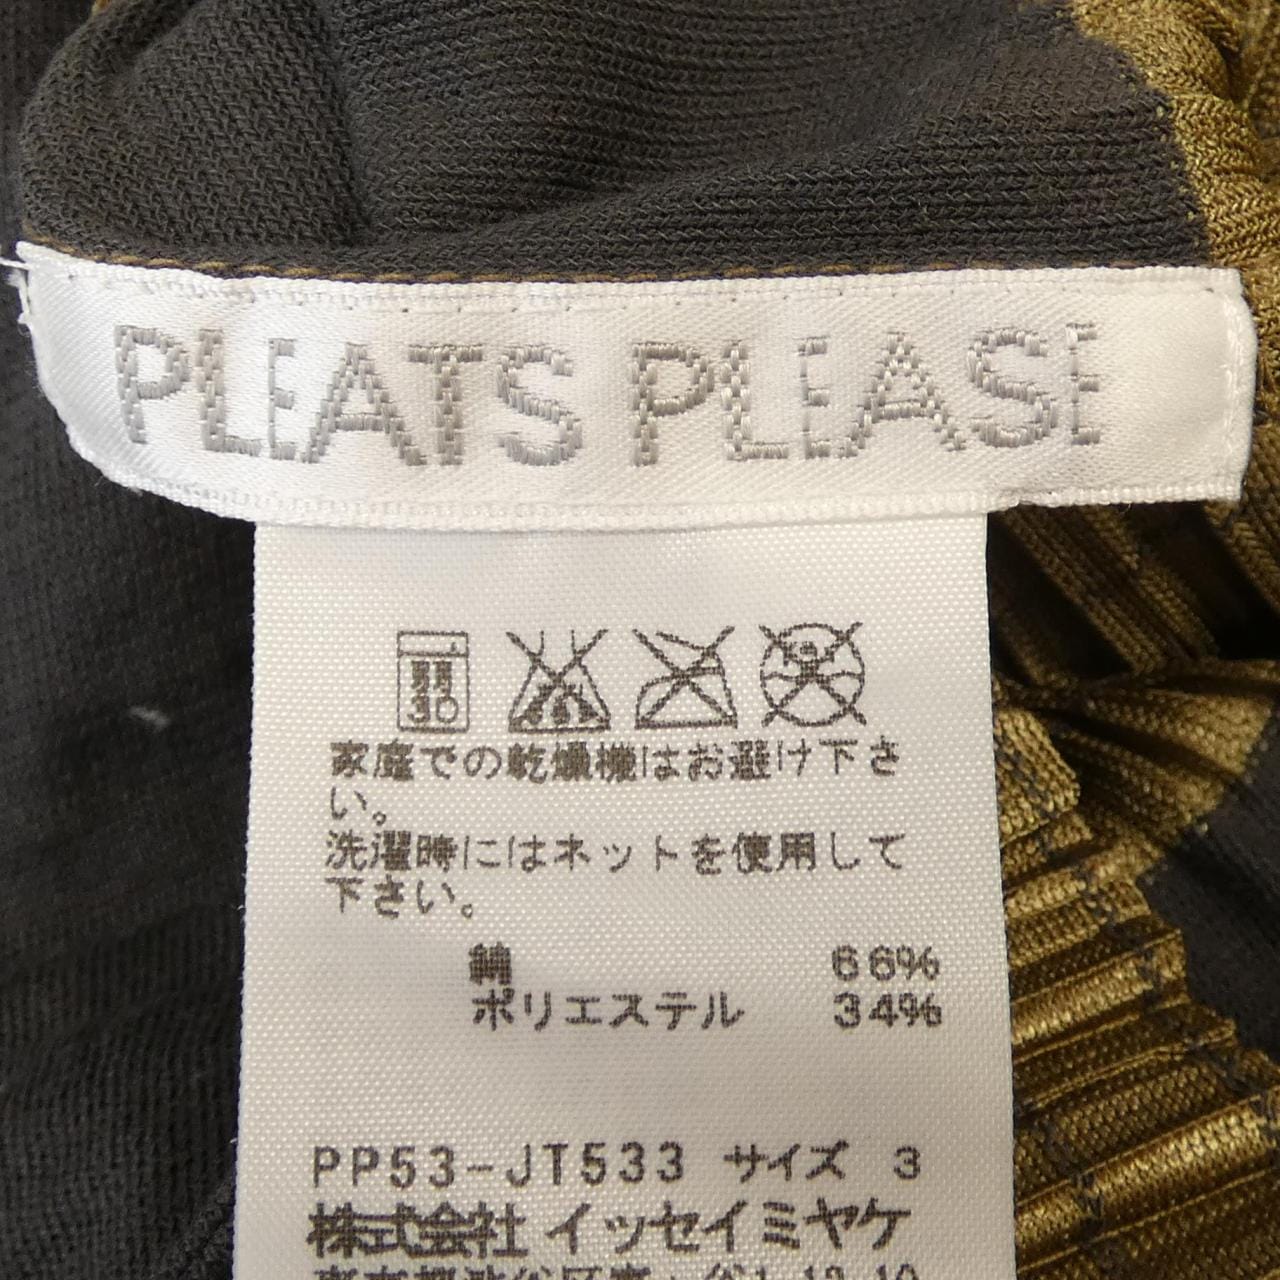 PLEATS PLEASE
弱
30
家庭での乾燥機はお避け下さ
い。
洗濯時にはネットを使用して
下さい。
綿 66%
ポリエステル 34%
PP53-JT533 サイズ 3
株式会社 イッセイミヤケ